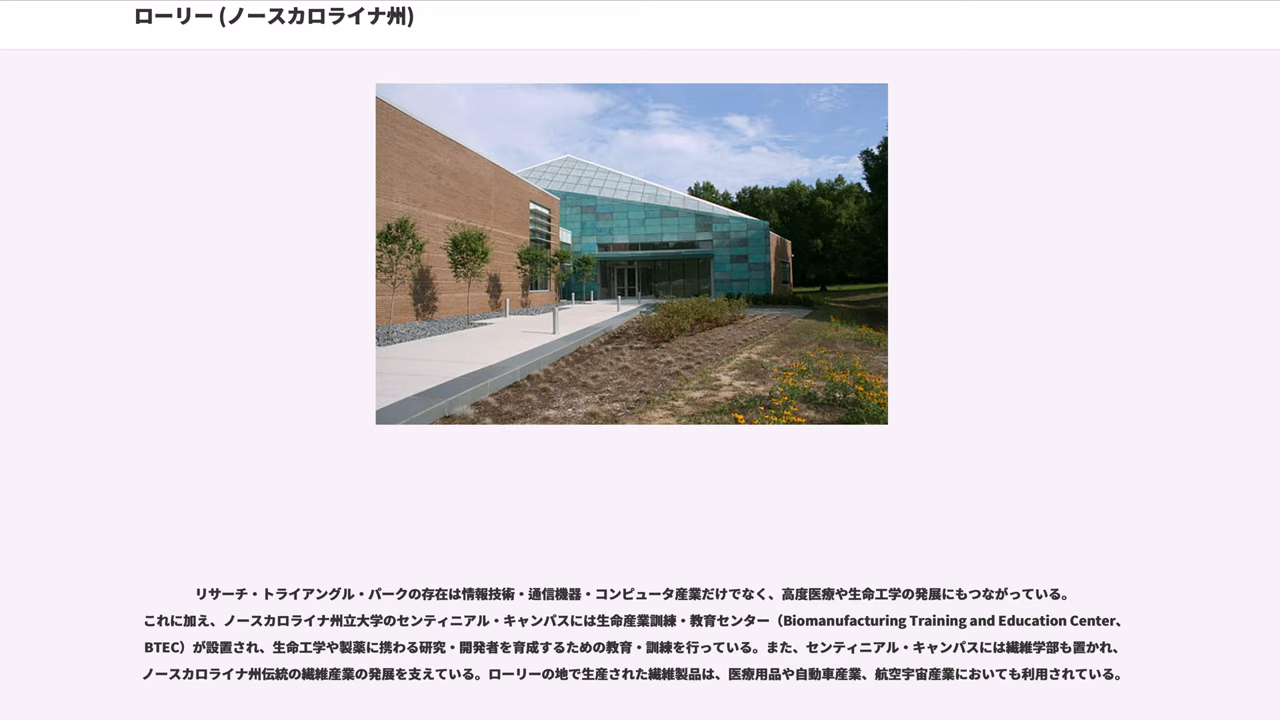 ローリー (ノースカロライナ州)
リサーチ・トライアングル・パークの存在は情報技術・通信機器・コンピュータ産業だけでなく、高度医療や生命工学の発展にもつながっている。
これに加え、ノースカロライナ州立大学のセンティニアル・キャンパスには生命産業訓練・教育センター（Biomanufacturing Training and Education Center、
BTEC）が設置され、生命工学や製薬に携わる研究・開発者を育成するための教育・訓練を行っている。また、センティニアル・キャンパスには繊維学部も置かれ、
ノースカロライナ州伝統の繊維産業の発展を支えている。ローリーの地で生産された繊維製品は、医療用品や自動車産業、航空宇宙産業においても利用されている。